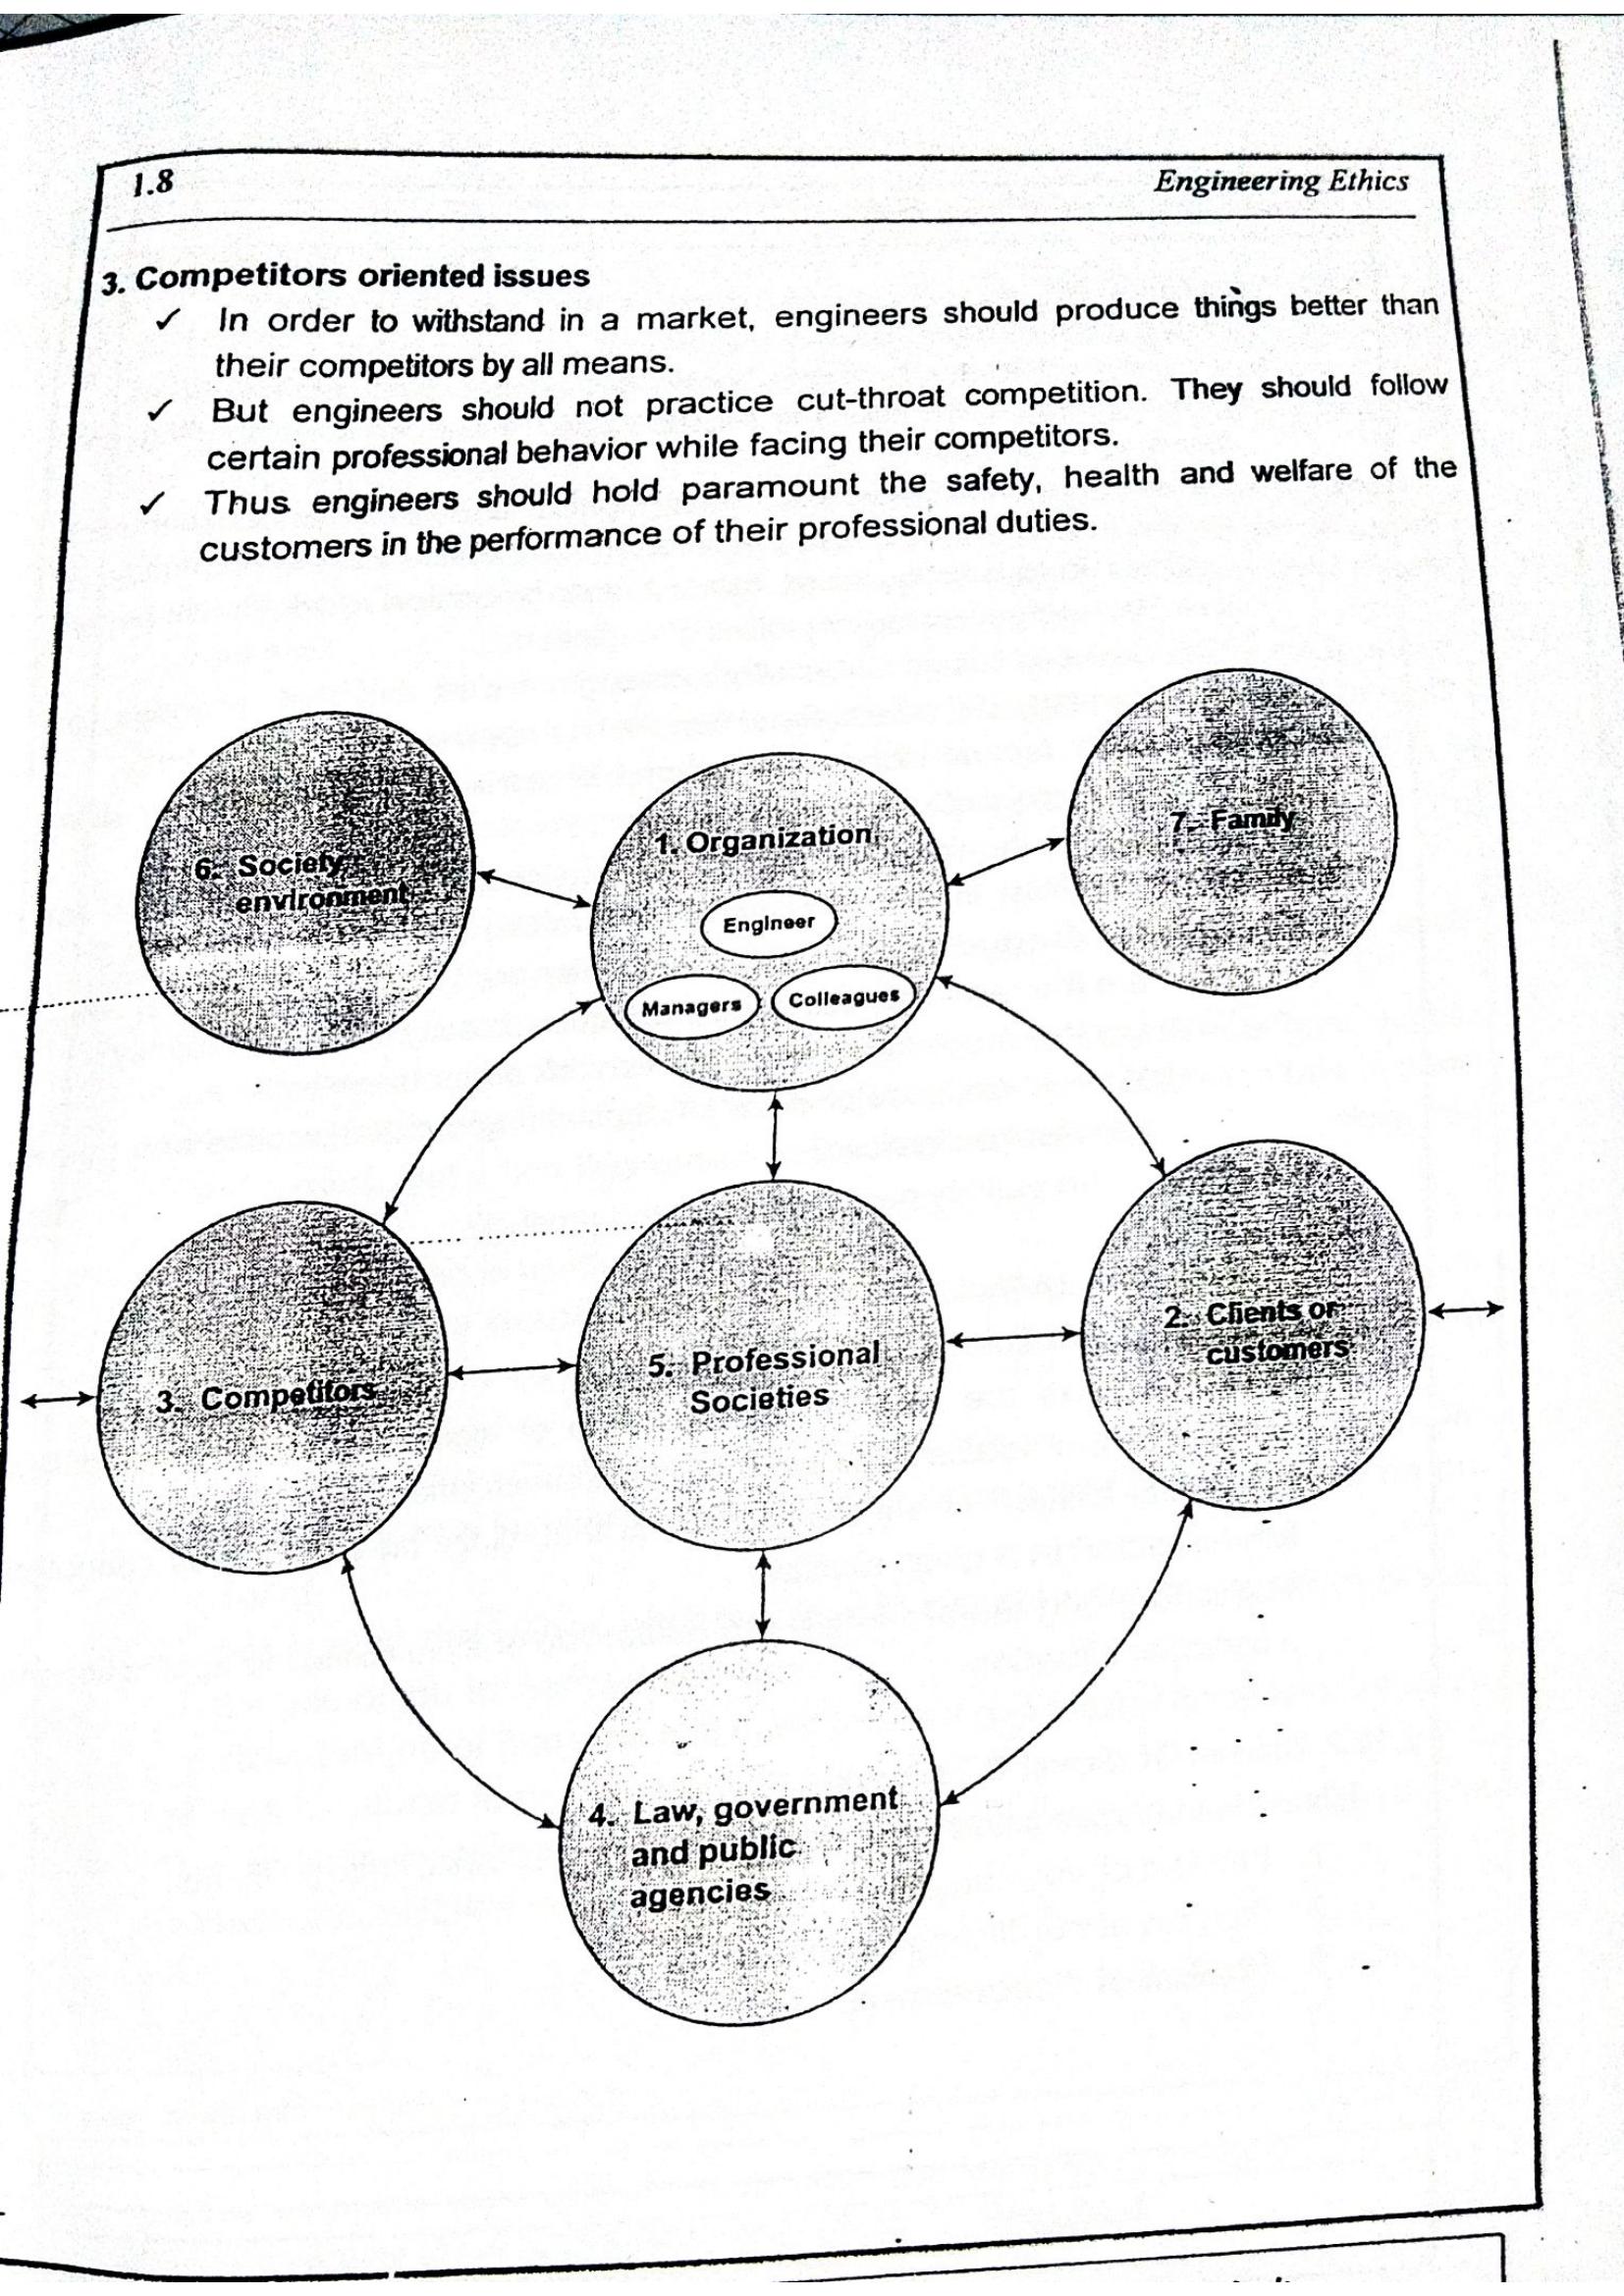 1.8
Engineering Ethics
3. Competitors oriented issues
✓ In order to withstand in a market, engineers should produce things better than
their competitors by all means.
✓ But engineers should not practice cut-throat competition. They should follow
certain professional behavior while facing their competitors.
✓ Thus engineers should hold paramount the safety, health and welfare of the
customers in the performance of their professional duties.
6. Society
environment
1. Organization
Engineer
Managers
Colleagues
7. Family
3. Competitors
5. Professional
Societies
2. Clients or
customers
4. Law, government
and public
agencies